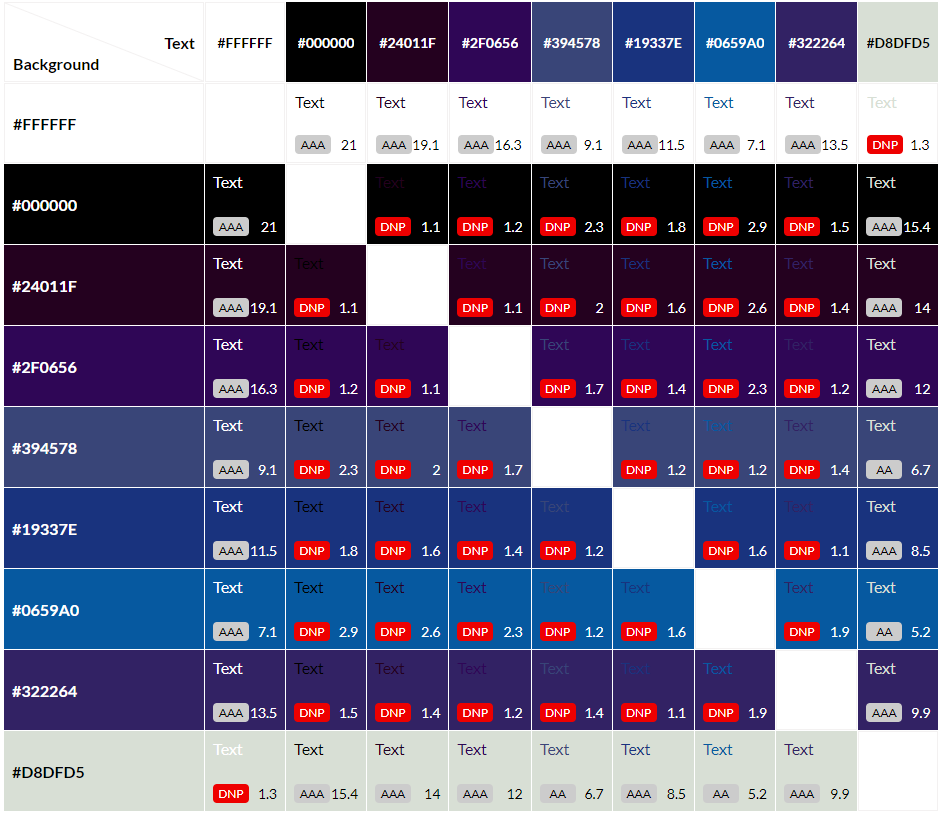 Text #FFFFFF #000000 #24011F #2F0656 #394578 #19337E #0659A0 #322264 #D8DFD5
Background
#FFFFFF
Text Text Text Text Text Text Text Text
AAA 21 AAA 19.1 AAA 16.3 AAA 9.1 AAA 11.5 AAA 7.1 AAA 13.5 DNP 1.3
#000000
Text Text Text Text Text Text Text Text
AAA 21 DNP 1.1 DNP 1.2 DNP 2.3 DNP 1.8 DNP 2.9 DNP 1.5 AAA 15.4
#24011F
Text Text Text Text Text Text Text Text
AAA 19.1 DNP 1.1 DNP 1.1 DNP 2 DNP 1.6 DNP 2.6 DNP 1.4 AAA 14
#2F0656
Text Text Text Text Text Text Text Text
AAA 16.3 DNP 1.2 DNP 1.1 DNP 1.7 DNP 1.4 DNP 2.3 DNP 1.2 AAA 12
#394578
Text Text Text Text Text Text Text Text
AAA 9.1 DNP 2.3 DNP 2 DNP 1.7 DNP 1.2 DNP 1.2 DNP 1.4 AA 6.7
#19337E
Text Text Text Text Text Text Text Text
AAA 11.5 DNP 1.8 DNP 1.6 DNP 1.4 DNP 1.2 DNP 1.6 DNP 1.1 AAA 8.5
#0659A0
Text Text Text Text Text Text Text Text
AAA 7.1 DNP 2.9 DNP 2.6 DNP 2.3 DNP 1.2 DNP 1.6 DNP 1.9 AA 5.2
#322264
Text Text Text Text Text Text Text Text
AAA 13.5 DNP 1.5 DNP 1.4 DNP 1.2 DNP 1.4 DNP 1.1 DNP 1.9 AAA 9.9
#D8DFD5
Text Text Text Text Text Text Text Text
DNP 1.3 AAA 15.4 AAA 14 AAA 12 AA 6.7 AAA 8.5 AA 5.2 AAA 9.9